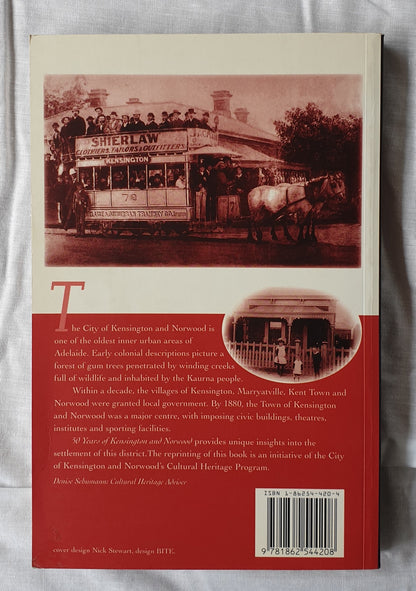 SHIERLAW
CLOTHIERS, TAILORS & OUTFITTERS
KENSINGTON
78
The City of Kensington and Norwood is
one of the oldest inner urban areas of
Adelaide. Early colonial descriptions picture a
forest of gum trees penetrated by winding creeks
full of wildlife and inhabited by the Kaurna people.
Within a decade, the villages of Kensington, Marryatville, Kent Town and
Norwood were granted local government. By 1880, the Town of Kensington
and Norwood was a major centre, with imposing civic buildings, theatres,
institutes and sporting facilities.
50 Years of Kensington and Norwood provides unique insights into the
settlement of this district.The reprinting of this book is an initiative of the City
of Kensington and Norwood's Cultural Heritage Program.
Denise Schumann: Cultural Heritage Adviser
ISBN 1-86254-420-4
9 781862 544208
cover design Nick Stewart, design BITE.